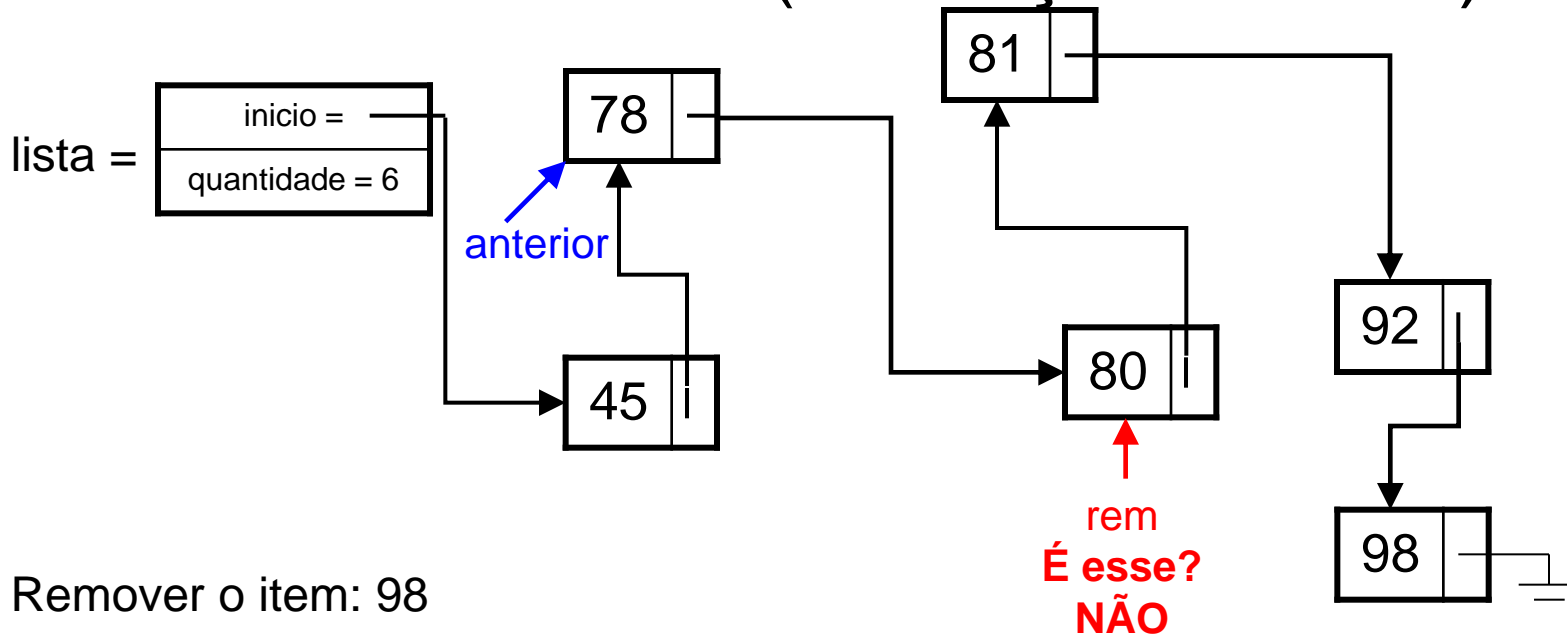 81
inicio =
78
lista =
quantidade = 6
anterior
92
80
45
rem
É esse?
98
Remover o item: 98
NÃO